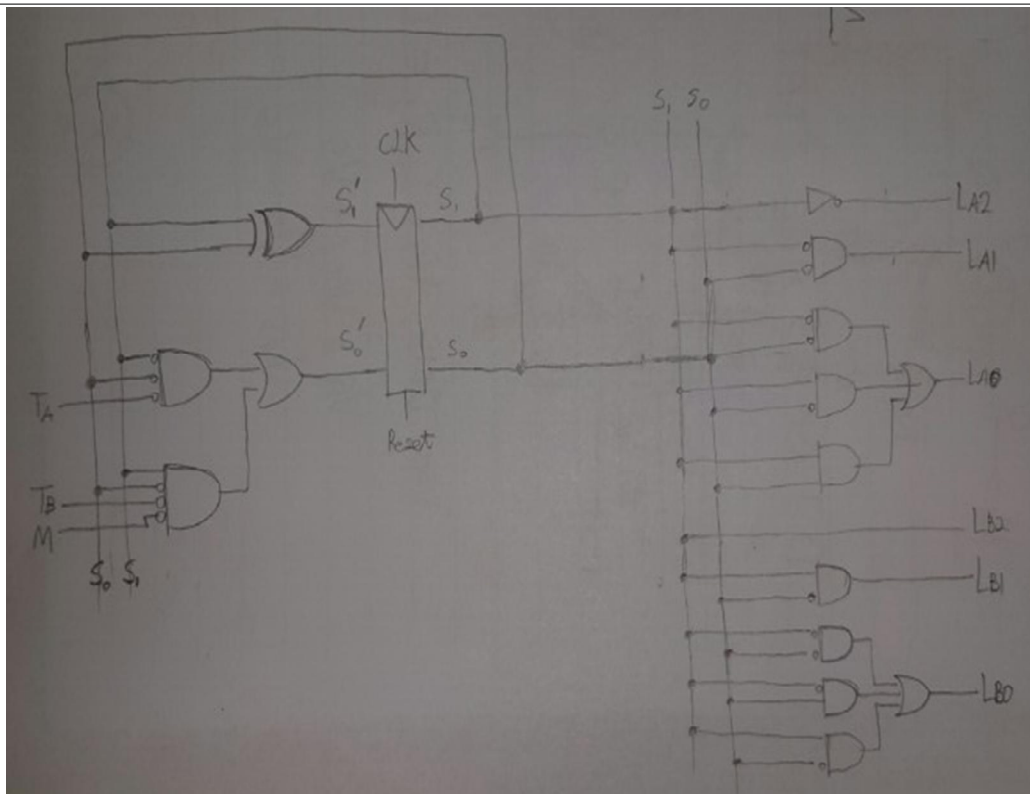 S₁ S₀
CLK
S₁' S₁
LA2
LA1
S₀' S₀
LA0
TA
Reset
TB
M
LB2
S₀ S₁
LB1
LB0